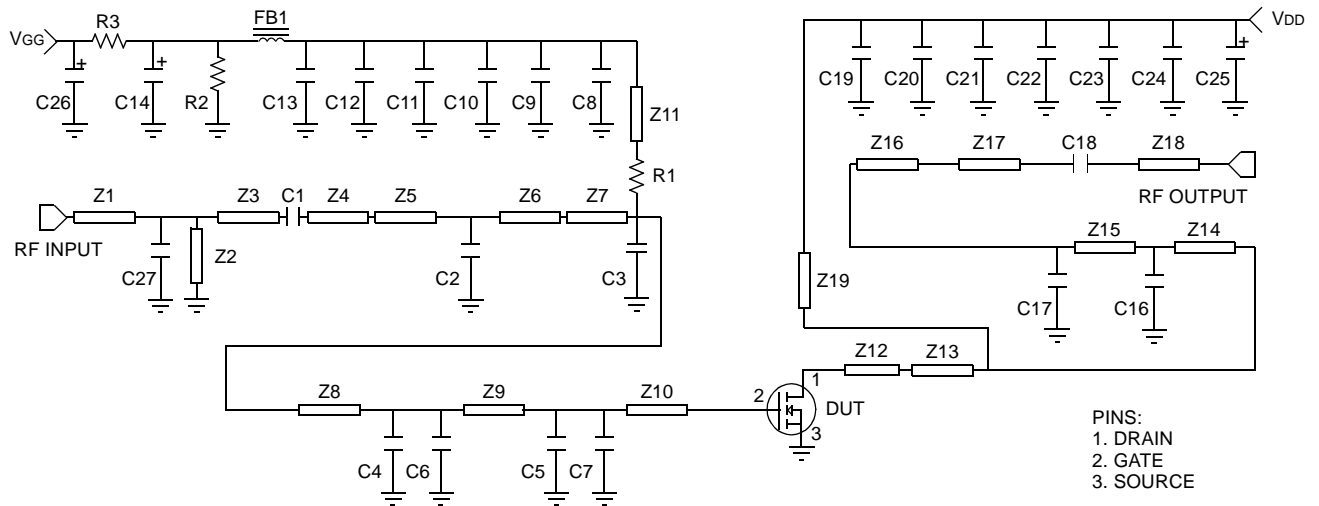 VGG
R3
FB1
VDD
C26
C14
R2
C13
C12
C11
C10
C9
C8
Z11
C19
C20
C21
C22
C23
C24
C25
R1
Z16
Z17
C18
Z18
RF OUTPUT
Z1
Z3
C1
Z4
Z5
Z6
Z7
RF INPUT
C27
Z2
C2
C3
Z19
Z15
Z14
C17
C16
Z12
Z13
Z8
Z9
Z10
1
2
3
DUT
C4
C6
C5
C7
PINS:
1. DRAIN
2. GATE
3. SOURCE